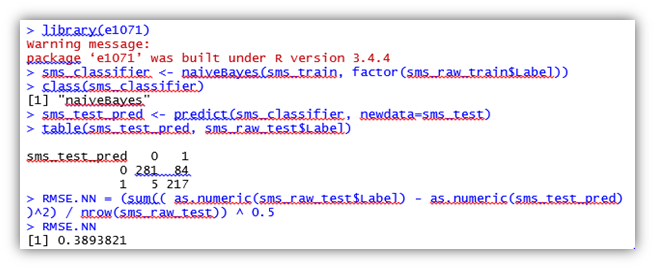 > library(e1071)
Warning message:
package ‘e1071’ was built under R version 3.4.4
> sms_classifier <- naiveBayes(sms_train, factor(sms_raw_train$Label))
> class(sms_classifier)
[1] "naiveBayes"
> sms_test_pred <- predict(sms_classifier, newdata=sms_test)
> table(sms_test_pred, sms_raw_test$Label)
sms_test_pred 0 1
0 281 84
1 5 217
> RMSE.NN = (sum(( as.numeric(sms_raw_test$Label) - as.numeric(sms_test_pred)
)^2) / nrow(sms_raw_test)) ^ 0.5
> RMSE.NN
[1] 0.3893821